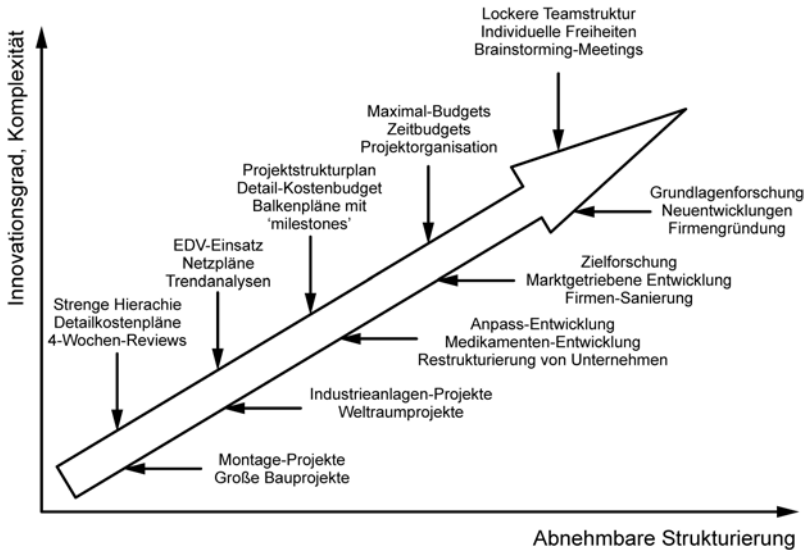 Lockere Teamstruktur
Individuelle Freiheiten
Brainstorming-Meetings
Maximal-Budgets
Zeitbudgets
Projektorganisation
Projektstrukturplan
Detail-Kostenbudget
Balkenpläne mit
‘milestones’
EDV-Einsatz
Netzpläne
Trendanalysen
Strenge Hierachie
Detailkostenpläne
4-Wochen-Reviews
Grundlagenforschung
Neuentwicklungen
Firmengründung
Zielforschung
Marktgetriebene Entwicklung
Firmen-Sanierung
Anpass-Entwicklung
Medikamenten-Entwicklung
Restrukturierung von Unternehmen
Industrieanlagen-Projekte
Weltraumprojekte
Montage-Projekte
Große Bauprojekte
Innovationsgrad, Komplexität
Abnehmbare Strukturierung